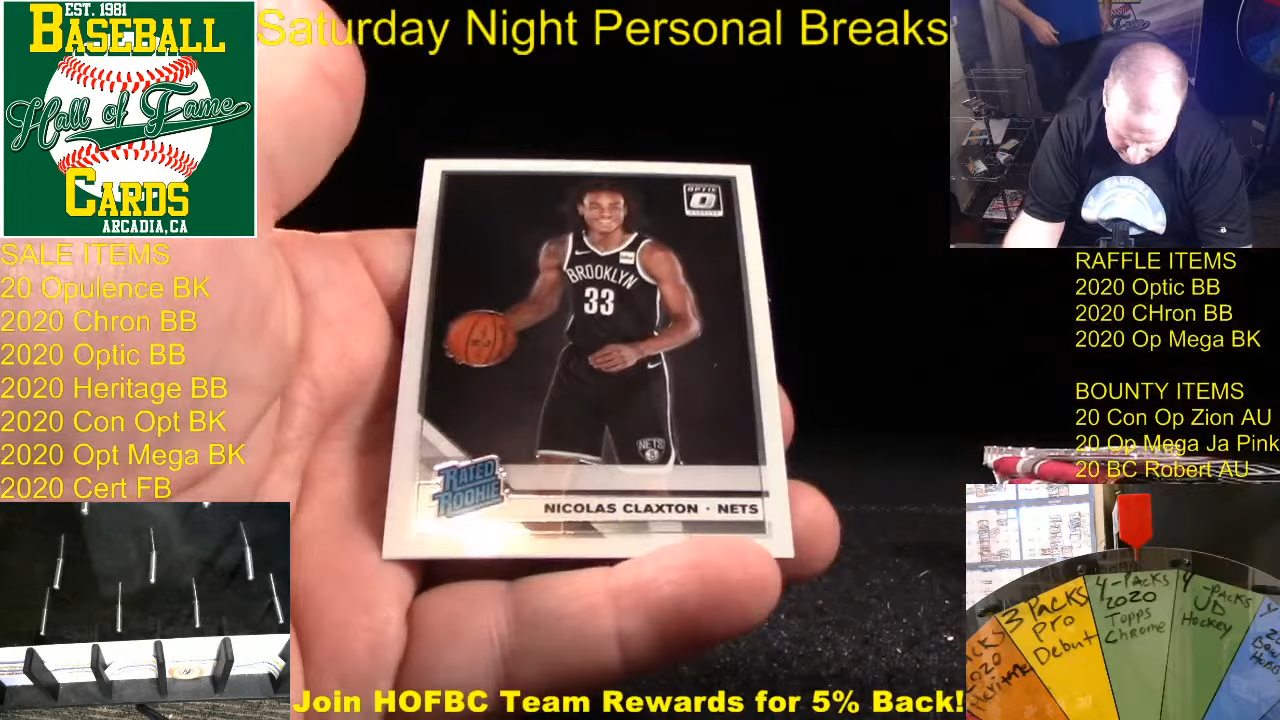 EST. 1981
BASEBALL
Hall of Fame
CARDS
ARCADIA, CA
Saturday Night Personal Breaks
SALE ITEMS
20 Opulence BK
2020 Chron BB
2020 Optic BB
2020 Heritage BB
2020 Con Opt BK
2020 Opt Mega BK
2020 Cert FB
OPTIC
BROOKLYN
33
NETS
RATED
ROOKIE
NICOLAS CLAXTON · NETS
RAFFLE ITEMS
2020 Optic BB
2020 CHron BB
2020 Op Mega BK
BOUNTY ITEMS
20 Con Op Zion AU
20 Op Mega Ja Pink
20 BC Robert AU
3 Packs
Pro
Debut
4-Packs
2020
Topps
Chrome
4-Packs
UD
Hockey
Join HOFBC Team Rewards for 5% Back!